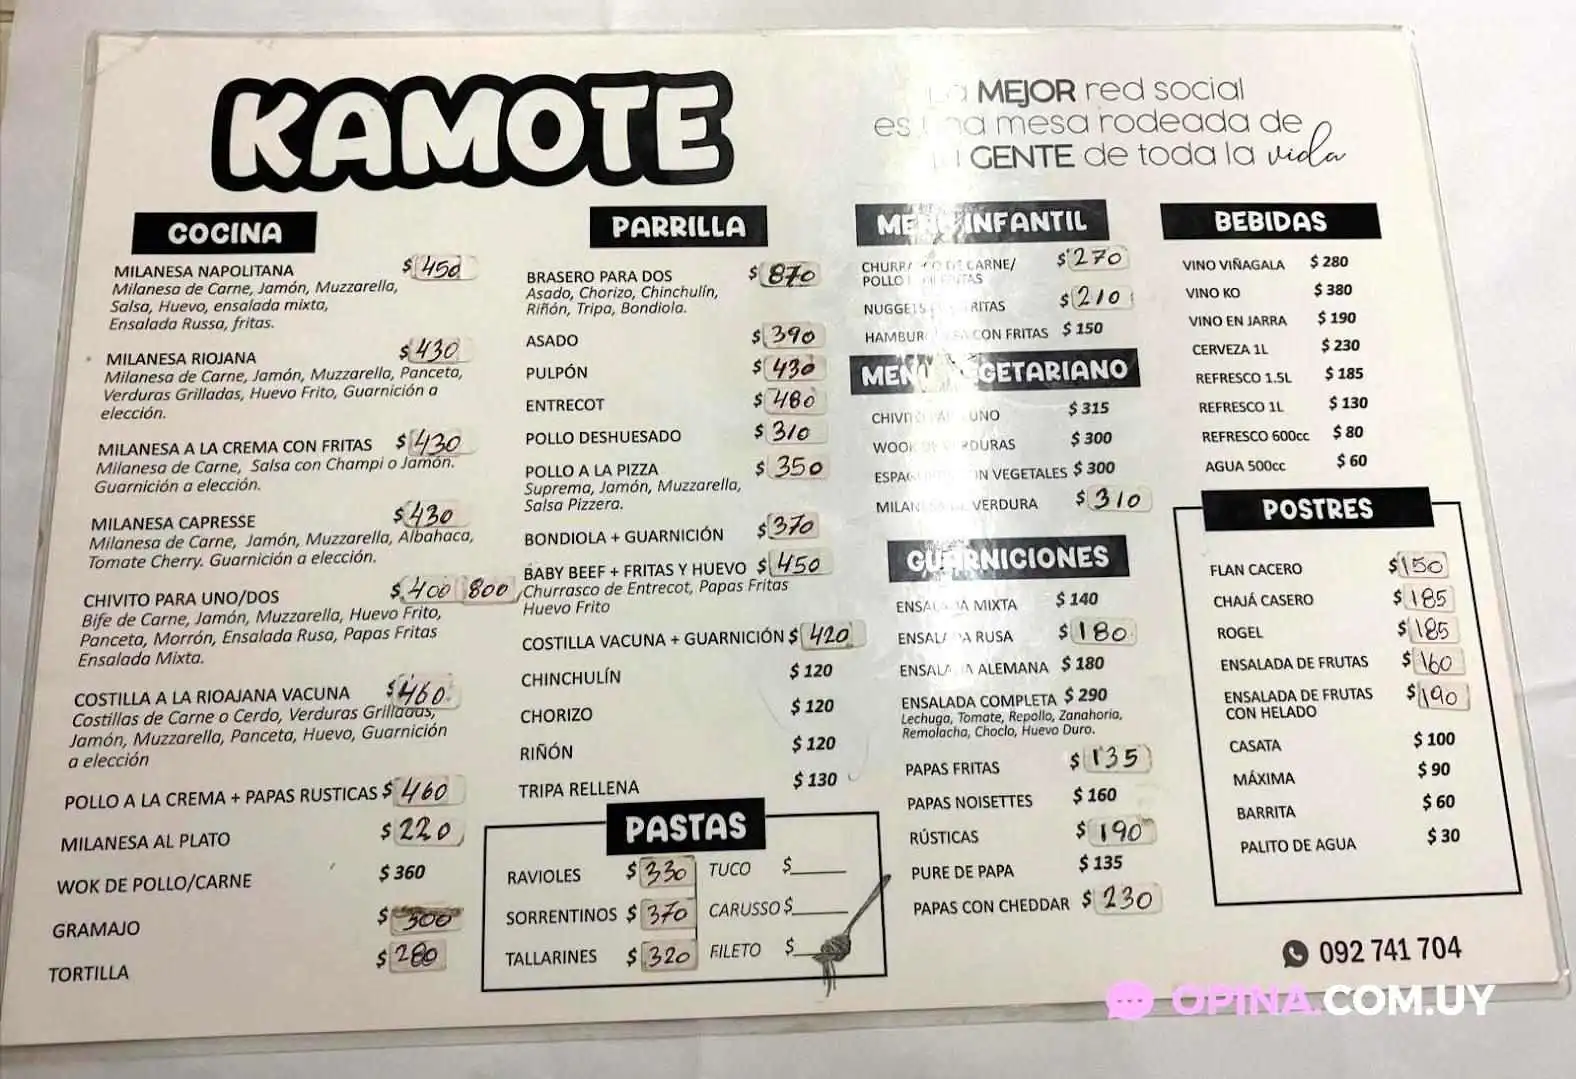 KAMOTE
MEJOR red social
mesa rodeada de
GENTE de toda la vida
COCINA
MILANESA NAPOLITANA $ 450
Milanesa de Carne, Jamón, Muzzarella,
Salsa, Huevo, ensalada mixta,
Ensalada Russa, fritas.
MILANESA RIOJANA $ 430
Milanesa de Carne, Jamón, Muzzarella, Panceta,
Verduras Grilladas, Huevo Frito, Guarnición a
elección.
MILANESA A LA CREMA CON FRITAS $ 430
Milanesa de Carne, Salsa con Champi o Jamón.
Guarnición a elección.
MILANESA CAPRESSE $ 430
Milanesa de Carne, Jamón, Muzzarella, Albahaca,
Tomate Cherry. Guarnición a elección.
CHIVITO PARA UNO/DOS $ 400 800
Bife de Carne, Jamón, Muzzarella, Huevo Frito,
Panceta, Morrón, Ensalada Rusa, Papas Fritas
Ensalada Mixta.
COSTILLA A LA RIOAJANA VACUNA $ 460
Costillas de Carne o Cerdo, Verduras Grilladas,
Jamón, Muzzarella, Panceta, Huevo, Guarnición
a elección
POLLO A LA CREMA + PAPAS RUSTICAS $ 460
MILANESA AL PLATO $ 220
WOK DE POLLO/CARNE $ 360
GRAMAJO $ 300
TORTILLA $ 280
PARRILLA
BRASERO PARA DOS $ 870
Asado, Chorizo, Chinchulín,
Riñón, Tripa, Bondiola.
ASADO $ 390
PULPÓN $ 430
ENTRECOT $ 480
POLLO DESHUESADO $ 310
POLLO A LA PIZZA $ 350
Suprema, Jamón, Muzzarella,
Salsa Pizzera.
BONDIOLA + GUARNICIÓN $ 370
BABY BEEF + FRITAS Y HUEVO $ 450
Churrasco de Entrecot, Papas Fritas
Huevo Frito
COSTILLA VACUNA + GUARNICIÓN $ 420
CHINCHULÍN $ 120
CHORIZO $ 120
RIÑÓN $ 120
TRIPA RELLENA $ 130
PASTAS
RAVIOLES $ 330 TUCO $
SORRENTINOS $ 370 CARUSSO $
TALLARINES $ 320 FILETO $
MENU INFANTIL
DE CARNE/ $ 270
POLLO
NUGGETS $ 210
CON FRITAS $ 150
$ 315
$ 300
VEGETALES $ 300
VERDURA $ 310
GUARNICIONES
ENSALADA MIXTA $ 140
ENSALADA RUSA $ 180
ENSALADA ALEMANA $ 180
ENSALADA COMPLETA $ 290
Lechuga, Tomate, Repollo, Zanahoria,
Remolacha, Choclo, Huevo Duro.
PAPAS FRITAS $ 135
PAPAS NOISETTES $ 160
RÚSTICAS $ 190
PURE DE PAPA $ 135
PAPAS CON CHEDDAR $ 230
BEBIDAS
VINO VIÑAGALA $ 280
VINO KO $ 380
VINO EN JARRA $ 190
CERVEZA 1L $ 230
REFRESCO 1.5L $ 185
REFRESCO 1L $ 130
REFRESCO 600cc $ 80
AGUA 500cc $ 60
POSTRES
FLAN CACERO $ 150
CHAJÁ CASERO $ 185
ROGEL $ 185
ENSALADA DE FRUTAS $ 160
ENSALADA DE FRUTAS $ 190
CON HELADO
CASATA $ 100
MÁXIMA $ 90
BARRITA $ 60
PALITO DE AGUA $ 30
092 741 704
OPINA.COM.UY